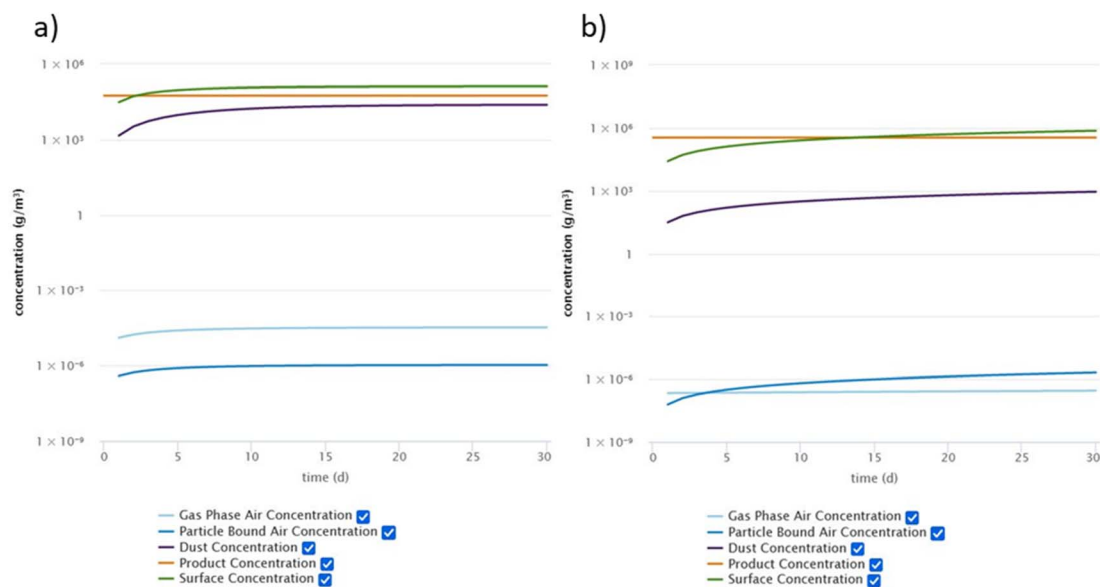 a)
1 × 10⁶
1 × 10³
1
1 × 10⁻³
1 × 10⁻⁶
1 × 10⁻⁹
concentration (g/m³)
0 5 10 15 20 25 30
time (d)
Gas Phase Air Concentration
Particle Bound Air Concentration
Dust Concentration
Product Concentration
Surface Concentration
b)
1 × 10⁹
1 × 10⁶
1 × 10³
1
1 × 10⁻³
1 × 10⁻⁶
1 × 10⁻⁹
concentration (g/m³)
0 5 10 15 20 25 30
time (d)
Gas Phase Air Concentration
Particle Bound Air Concentration
Dust Concentration
Product Concentration
Surface Concentration